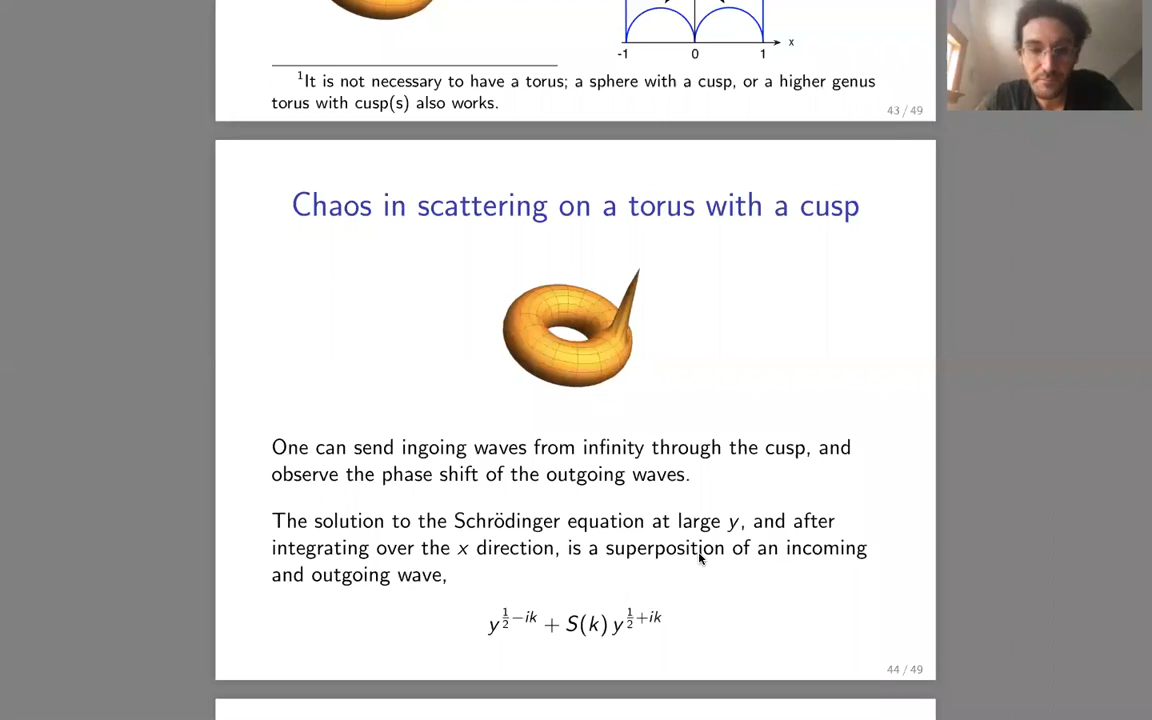 -1 0 1 x
¹It is not necessary to have a torus; a sphere with a cusp, or a higher genus
torus with cusp(s) also works.
43 / 49
Chaos in scattering on a torus with a cusp
One can send ingoing waves from infinity through the cusp, and
observe the phase shift of the outgoing waves.
The solution to the Schrödinger equation at large y, and after
integrating over the x direction, is a superposition of an incoming
and outgoing wave,
y^{1/2−ik} + S(k) y^{1/2+ik}
44 / 49